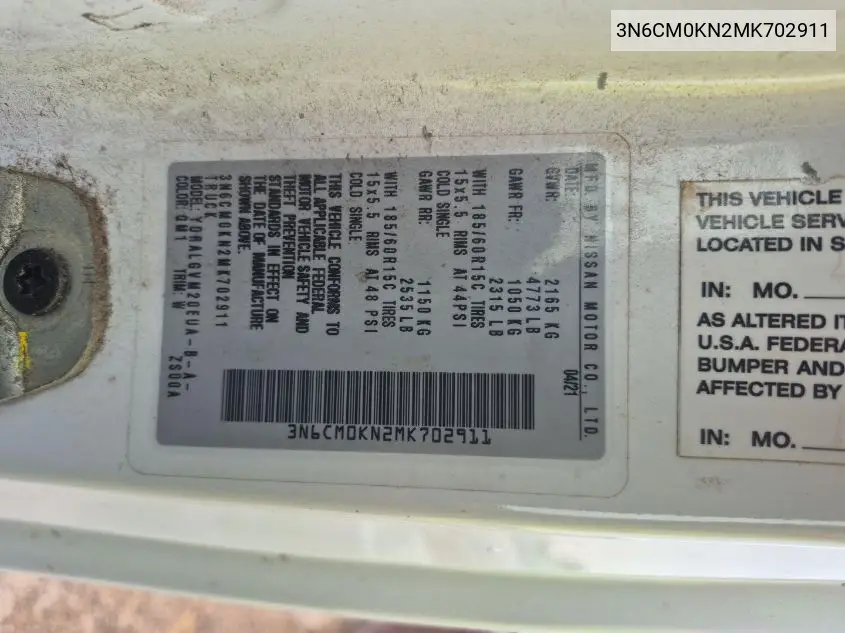 3N6CM0KN2MK702911
MFD BY NISSAN MOTOR CO., LTD.
DATE: 04/21
GVWR: 2165 KG
4773 LB
GAWR FR: 1050 KG
2315 LB
WITH 185/60R15C TIRES
15x5.5 RIMS AT 44PSI
COLD SINGLE
GAWR RR: 1150 KG
2535 LB
WITH 185/60R15C TIRES
15x5.5 RIMS AT 48 PSI
COLD SINGLE
THIS VEHICLE CONFORMS TO
ALL APPLICABLE FEDERAL
MOTOR VEHICLE SAFETY AND
THEFT PREVENTION
STANDARDS IN EFFECT ON
THE DATE OF MANUFACTURE
SHOWN ABOVE.
3N6CM0KN2MK702911
TRUCK
MODEL: YDRALGVM20EUA-B-A-
ZS00A
COLOR: QM1 TRIM: W
3N6CM0KN2MK702911
THIS VEHICLE
VEHICLE SERV
LOCATED IN S
IN: MO.
AS ALTERED IT
U.S.A. FEDERA
BUMPER AND
AFFECTED BY
IN: MO.